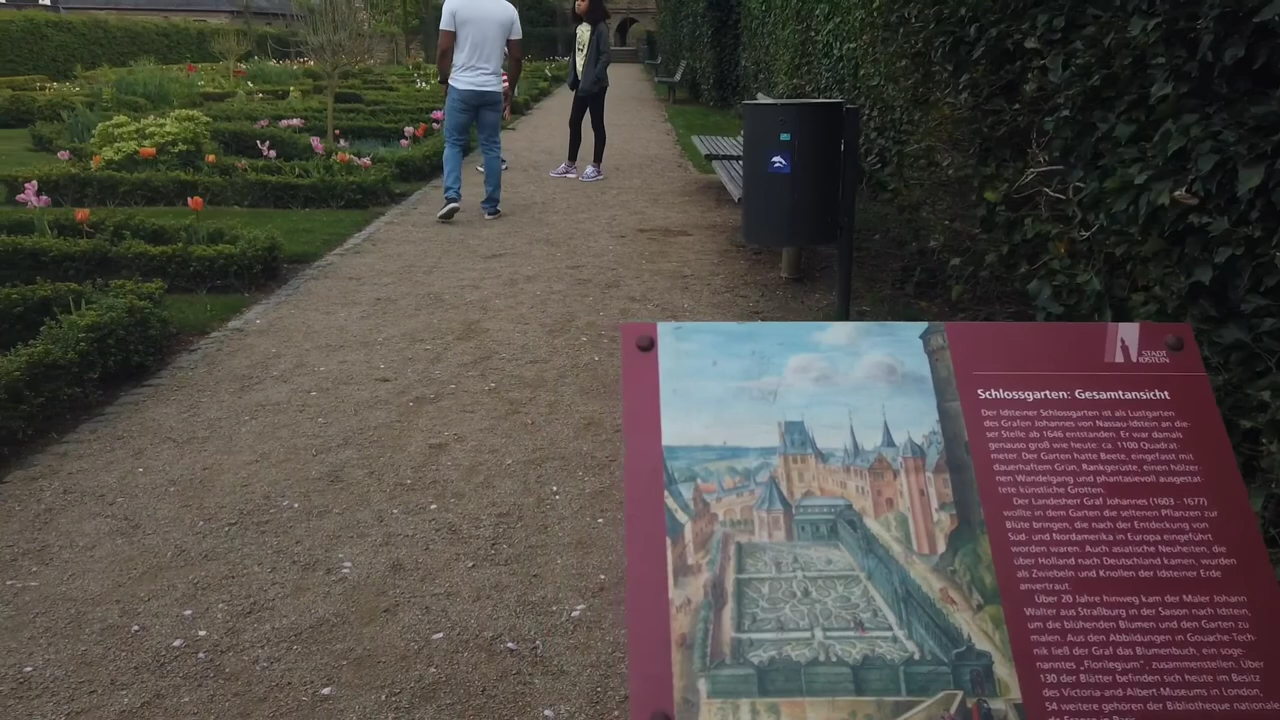 STADT
IDSTEIN
Schlossgarten: Gesamtansicht
Der Idsteiner Schlossgarten ist als Lustgarten
des Grafen Johannes von Nassau-Idstein an die-
ser Stelle ab 1646 entstanden. Er war damals
genauso groß wie heute: ca. 1100 Quadrat-
meter. Der Garten hatte Beete, eingefasst mit
dauerhaftem Grün, Rankgerüste, einen hölzer-
nen Wandelgang und phantasievoll ausgestat-
tete künstliche Grotten.
Der Landesherr Graf Johannes (1603 – 1677)
wollte in dem Garten die seltenen Pflanzen zur
Blüte bringen, die nach der Entdeckung von
Süd- und Nordamerika in Europa eingeführt
worden waren. Auch asiatische Neuheiten, die
über Holland nach Deutschland kamen, wurden
als Zwiebeln und Knollen der Idsteiner Erde
anvertraut.
Über 20 Jahre hinweg kam der Maler Johann
Walter aus Straßburg in der Saison nach Idstein,
um die blühenden Blumen und den Garten zu
malen. Aus den Abbildungen in Gouache-Tech-
nik ließ der Graf das Blumenbuch, ein soge-
nanntes „Florilegium", zusammenstellen. Über
130 der Blätter befinden sich heute im Besitz
des Victoria-and-Albert-Museums in London,
54 weitere gehören der Bibliothèque nationale
de France in Paris